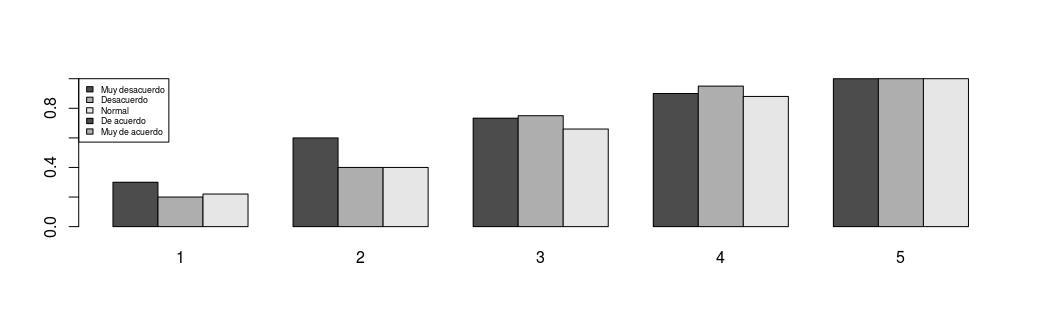 0.8
0.4
0.0
Muy desacuerdo
Desacuerdo
Normal
De acuerdo
Muy de acuerdo
1 2 3 4 5